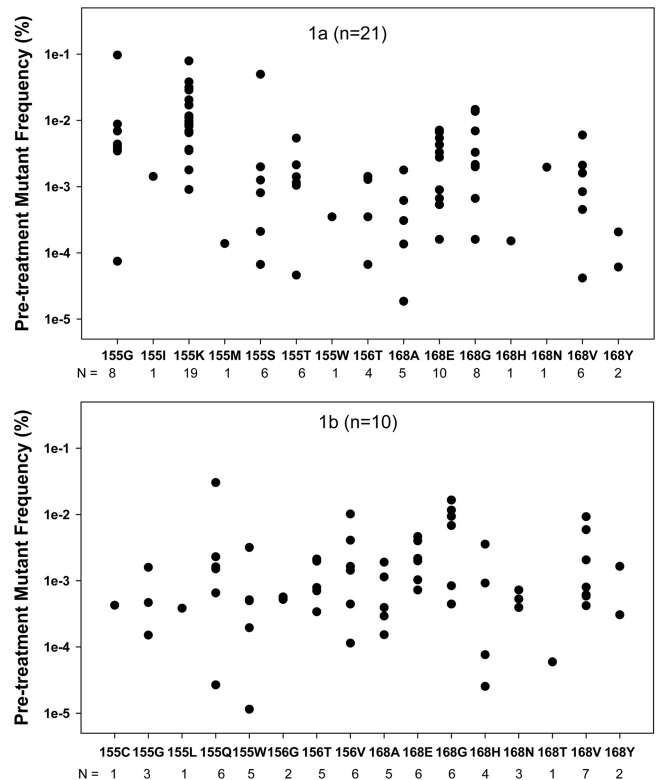 1a (n=21)
Pre-treatment Mutant Frequency (%)
1e-1
1e-2
1e-3
1e-4
1e-5
155G 155I 155K 155M 155S 155T 155W 156T 168A 168E 168G 168H 168N 168V 168Y
N = 8 1 19 1 6 6 1 4 5 10 8 1 1 6 2
1b (n=10)
Pre-treatment Mutant Frequency (%)
1e-1
1e-2
1e-3
1e-4
1e-5
155C 155G 155L 155Q 155W 156G 156T 156V 168A 168E 168G 168H 168N 168T 168V 168Y
N = 1 3 1 6 5 2 5 6 5 6 6 4 3 1 7 2